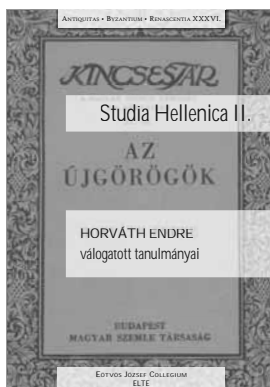 ANTIQUITAS • BYZANTIUM • RENASCENTIA XXXVI.
KINCSESTÁR
Studia Hellenica II.
AZ
ÚJGÖRÖGÖK
HORVÁTH ENDRE
válogatott tanulmányai
BUDAPEST
MAGYAR SZEMLE TÁRSASÁG
EÖTVÖS JÓZSEF COLLEGIUM
ELTE